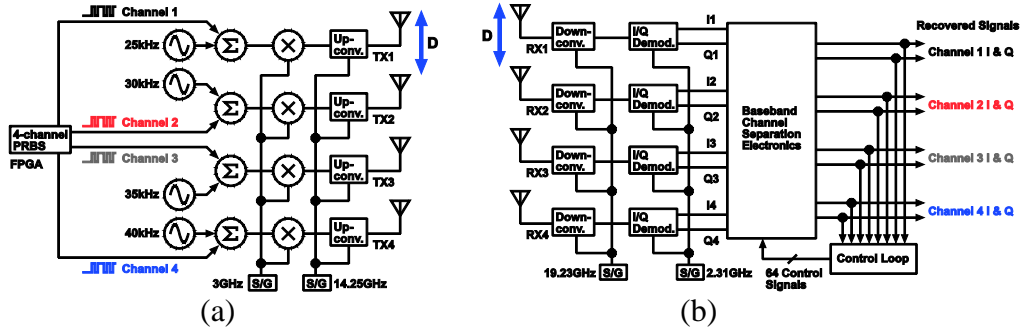 Channel 1
25kHz
Σ
Up-
conv.
TX1
D
30kHz
Channel 2
Σ
Up-
conv.
TX2
4-channel
PRBS
FPGA
Channel 3
Σ
Up-
conv.
TX3
35kHz
40kHz
Σ
Up-
conv.
TX4
Channel 4
3GHz
S/G
S/G
14.25GHz
(a)
D
RX1
Down-
conv.
I/Q
Demod.
I1
Q1
RX2
Down-
conv.
I/Q
Demod.
I2
Q2
RX3
Down-
conv.
I/Q
Demod.
I3
Q3
RX4
Down-
conv.
I/Q
Demod.
I4
Q4
Baseband
Channel
Separation
Electronics
Recovered Signals
Channel 1 I & Q
Channel 2 I & Q
Channel 3 I & Q
Channel 4 I & Q
Control Loop
64 Control
Signals
19.23GHz
S/G
S/G
2.31GHz
(b)